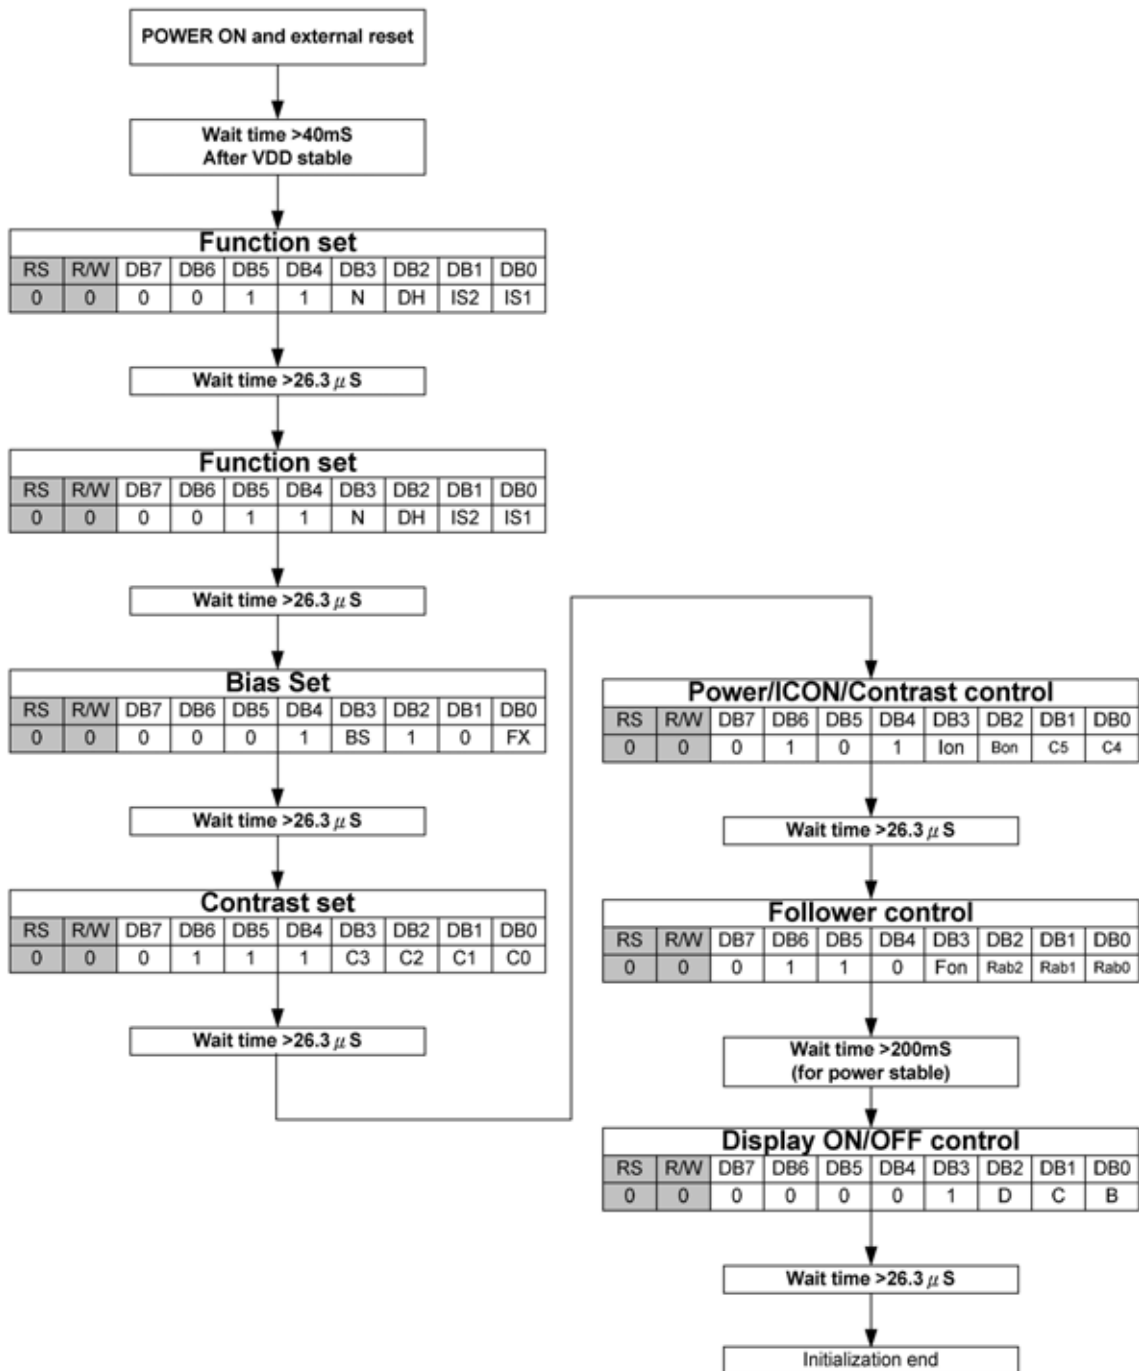 POWER ON and external reset
Wait time >40mS
After VDD stable
Function set
RS R/W DB7 DB6 DB5 DB4 DB3 DB2 DB1 DB0
0 0 0 0 1 1 N DH IS2 IS1
Wait time >26.3 μS
Function set
RS R/W DB7 DB6 DB5 DB4 DB3 DB2 DB1 DB0
0 0 0 0 1 1 N DH IS2 IS1
Wait time >26.3 μS
Bias Set
RS R/W DB7 DB6 DB5 DB4 DB3 DB2 DB1 DB0
0 0 0 0 0 1 BS 1 0 FX
Wait time >26.3 μS
Contrast set
RS R/W DB7 DB6 DB5 DB4 DB3 DB2 DB1 DB0
0 0 0 1 1 1 C3 C2 C1 C0
Wait time >26.3 μS
Power/ICON/Contrast control
RS R/W DB7 DB6 DB5 DB4 DB3 DB2 DB1 DB0
0 0 0 1 0 1 Ion Bon C5 C4
Wait time >26.3 μS
Follower control
RS R/W DB7 DB6 DB5 DB4 DB3 DB2 DB1 DB0
0 0 0 1 1 0 Fon Rab2 Rab1 Rab0
Wait time >200mS
(for power stable)
Display ON/OFF control
RS R/W DB7 DB6 DB5 DB4 DB3 DB2 DB1 DB0
0 0 0 0 0 0 1 D C B
Wait time >26.3 μS
Initialization end